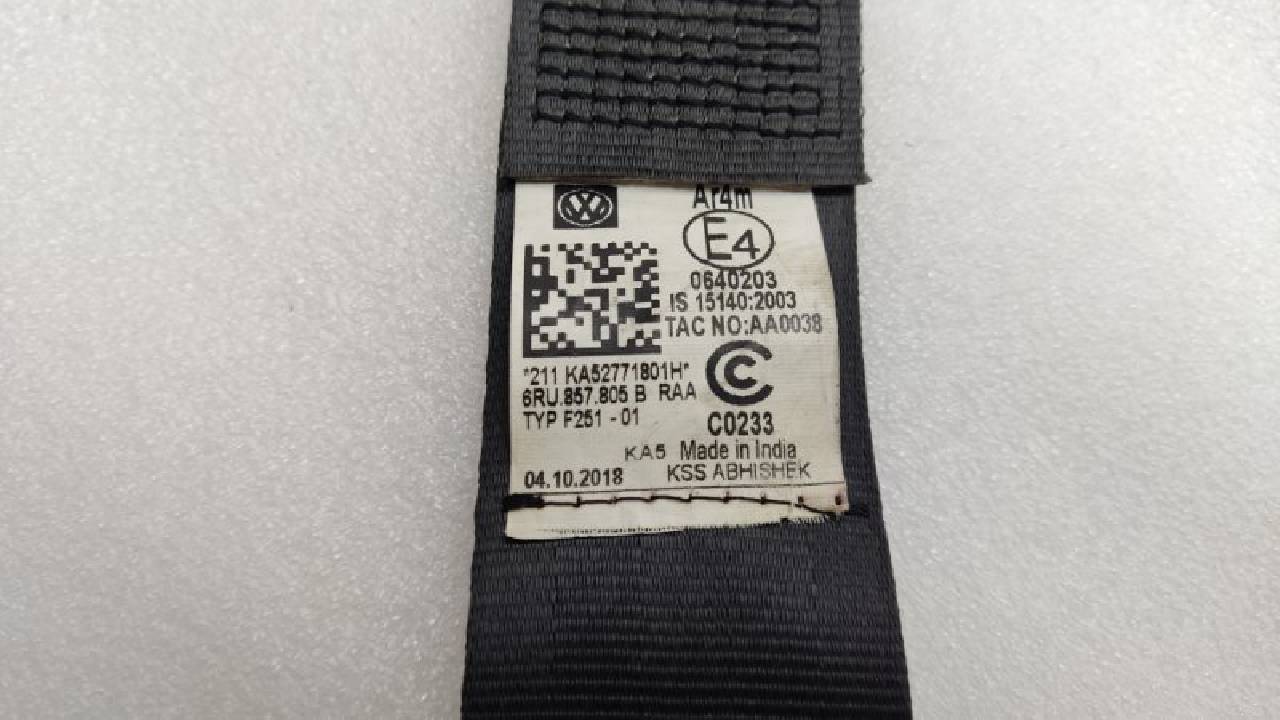 Ar4m
E4
0640203
IS 15140:2003
TAC NO:AA0038
*211 KA52771801H*
6RU.857.805 B RAA
TYP F251 - 01
C0233
KA5 Made in India
04.10.2018 KSS ABHISHEK